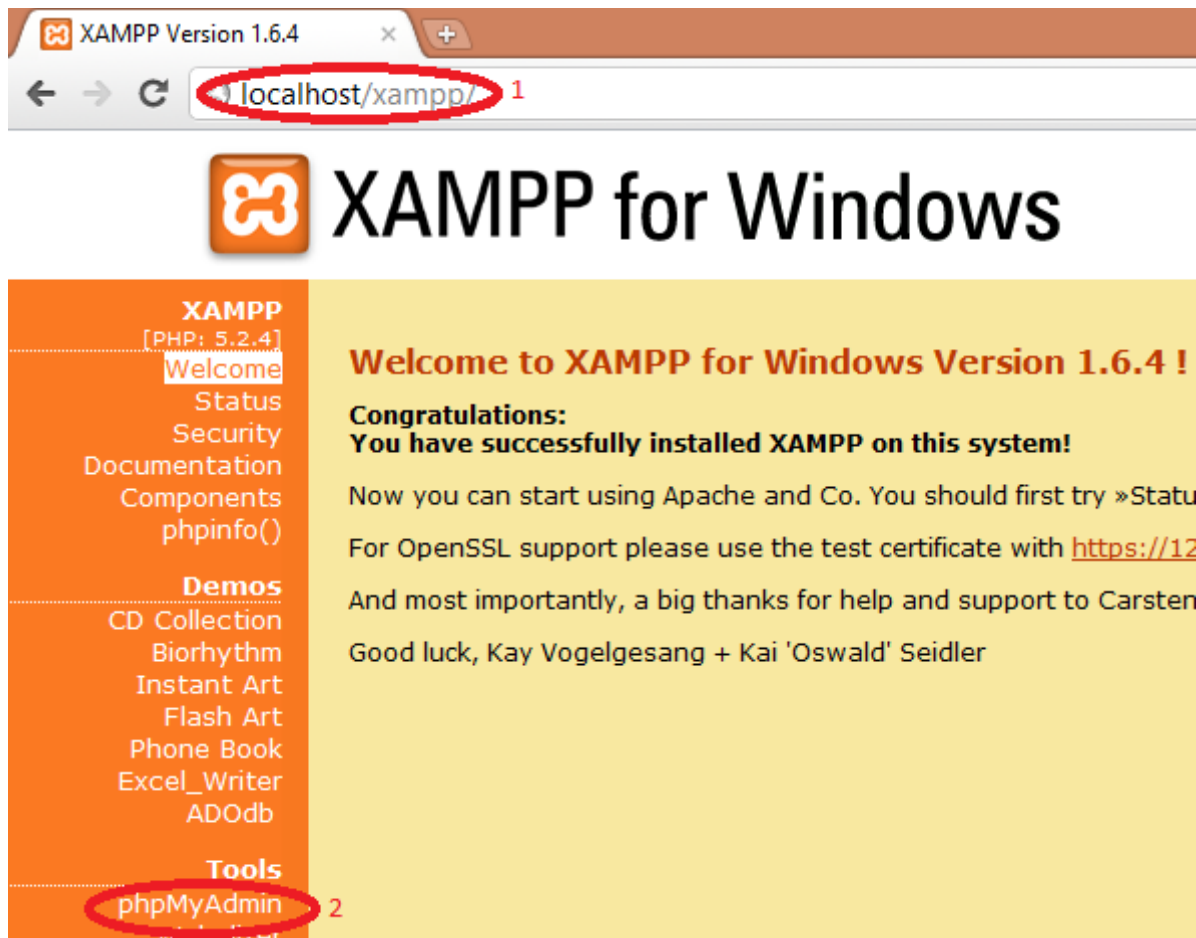 XAMPP Version 1.6.4
localhost/xampp/ 1
XAMPP for Windows
XAMPP
[PHP: 5.2.4]
Welcome
Status
Security
Documentation
Components
phpinfo()
Demos
CD Collection
Biorhythm
Instant Art
Flash Art
Phone Book
Excel_Writer
ADOdb
Tools
phpMyAdmin 2
Welcome to XAMPP for Windows Version 1.6.4 !
Congratulations:
You have successfully installed XAMPP on this system!
Now you can start using Apache and Co. You should first try »Statu
For OpenSSL support please use the test certificate with https://12
And most importantly, a big thanks for help and support to Carsten
Good luck, Kay Vogelgesang + Kai 'Oswald' Seidler